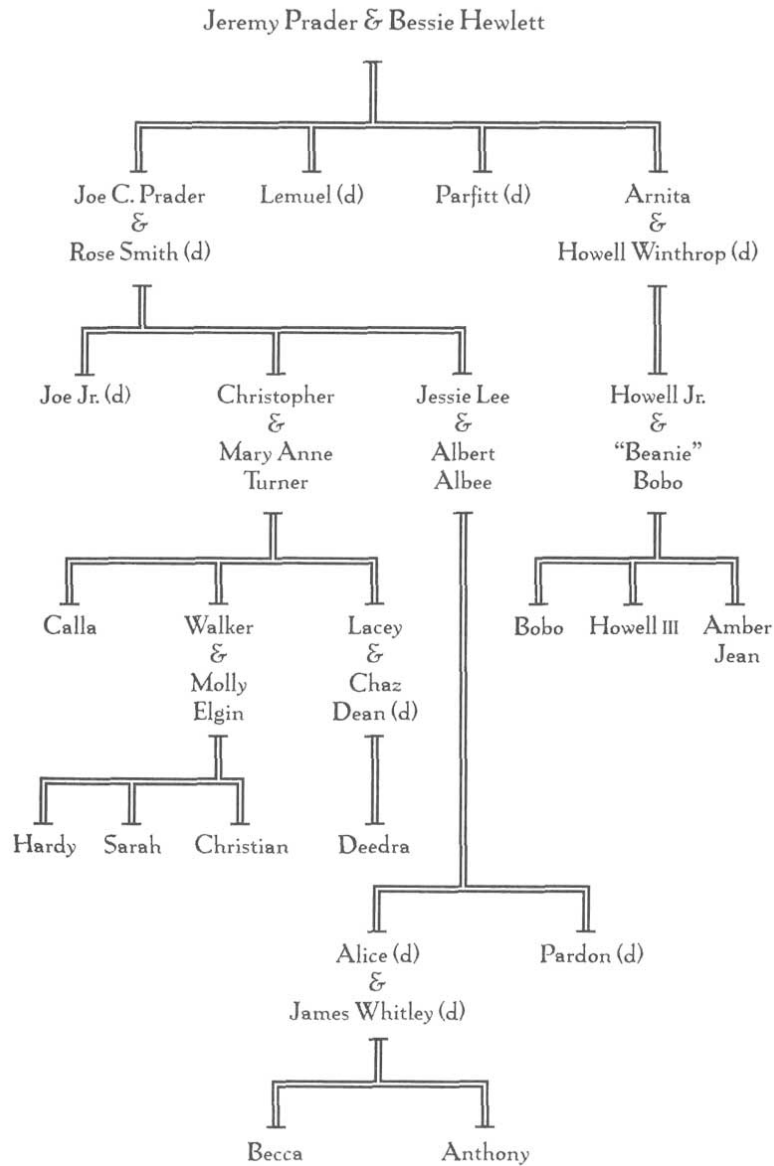 Jeremy Prader & Bessie Hewlett
Joe C. Prader
&
Rose Smith (d)
Lemuel (d)
Parfitt (d)
Arnita
&
Howell Winthrop (d)
Joe Jr. (d)
Christopher
&
Mary Anne
Turner
Jessie Lee
&
Albert
Albee
Howell Jr.
&
“Beanie”
Bobo
Calla
Walker
&
Molly
Elgin
Lacey
&
Chaz
Dean (d)
Bobo
Howell III
Amber
Jean
Hardy
Sarah
Christian
Deedra
Alice (d)
&
James Whitley (d)
Pardon (d)
Becca
Anthony